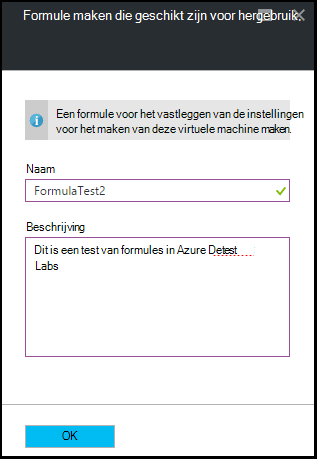 Formule maken die geschikt zijn voor hergebruik.
Een formule voor het vastleggen van de instellingen
voor het maken van deze virtuele machine maken.
Naam
FormulaTest2
Beschrijving
Dit is een test van formules in Azure Detest
Labs
OK